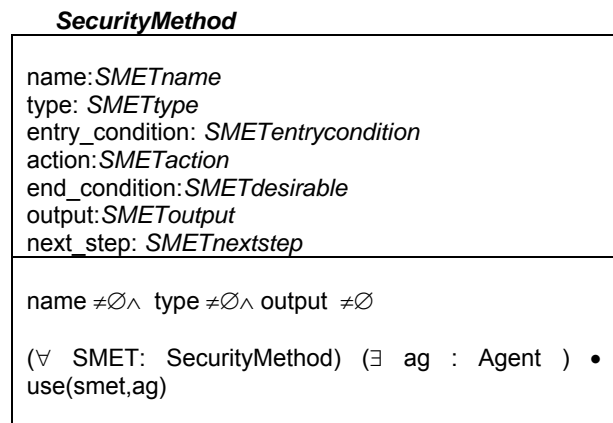 SecurityMethod
name:SMETname
type: SMETtype
entry_condition: SMETentrycondition
action:SMETaction
end_condition:SMETdesirable
output:SMEToutput
next_step: SMETnextstep
name ≠∅∧ type ≠∅∧ output ≠∅
(∀ SMET: SecurityMethod) (∃ ag : Agent ) •
use(smet,ag)